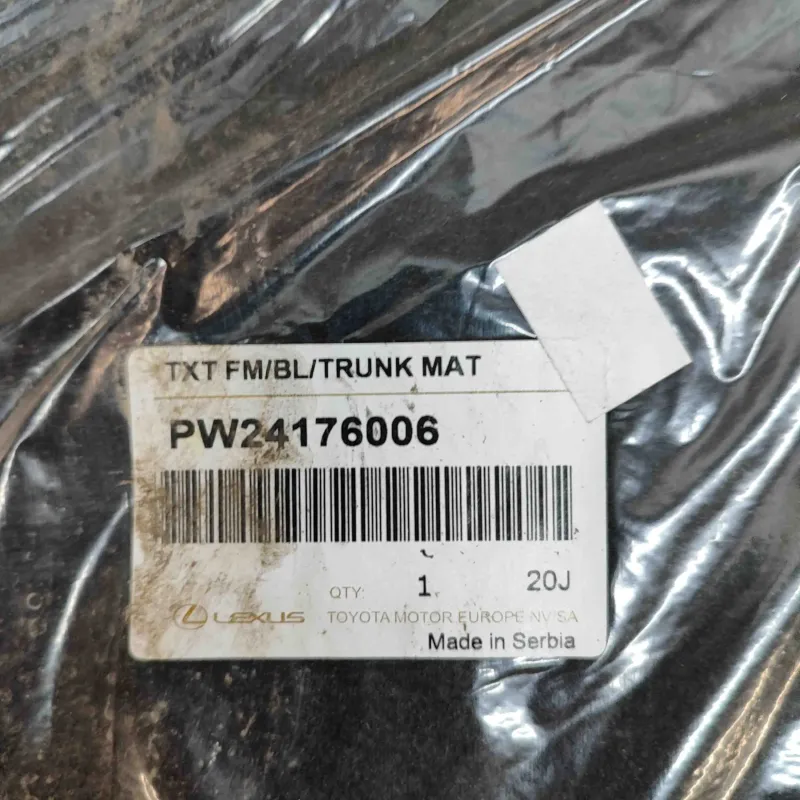 TXT FM/BL/TRUNK MAT
PW24176006
QTY: 1 20J
LEXUS TOYOTA MOTOR EUROPE NV/SA
Made in Serbia